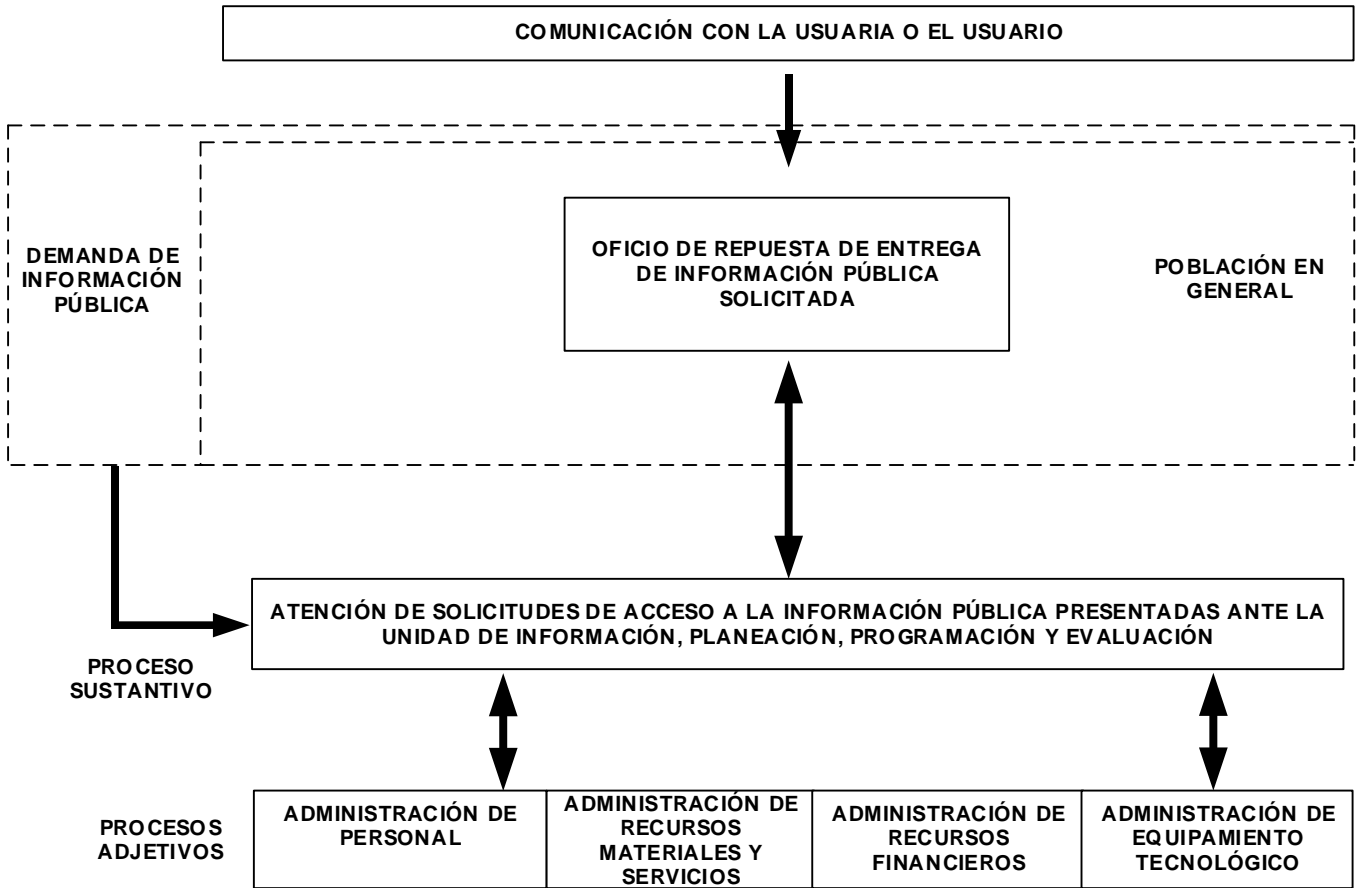 COMUNICACIÓN CON LA USUARIA O EL USUARIO
DEMANDA DE
INFORMACIÓN
PÚBLICA
OFICIO DE REPUESTA DE ENTREGA
DE INFORMACIÓN PÚBLICA
SOLICITADA
POBLACIÓN EN
GENERAL
ATENCIÓN DE SOLICITUDES DE ACCESO A LA INFORMACIÓN PÚBLICA PRESENTADAS ANTE LA
UNIDAD DE INFORMACIÓN, PLANEACIÓN, PROGRAMACIÓN Y EVALUACIÓN
PROCESO
SUSTANTIVO
PROCESOS
ADJETIVOS
ADMINISTRACIÓN DE
PERSONAL
ADMINISTRACIÓN DE
RECURSOS
MATERIALES Y
SERVICIOS
ADMINISTRACIÓN DE
RECURSOS
FINANCIEROS
ADMINISTRACIÓN DE
EQUIPAMIENTO
TECNOLÓGICO